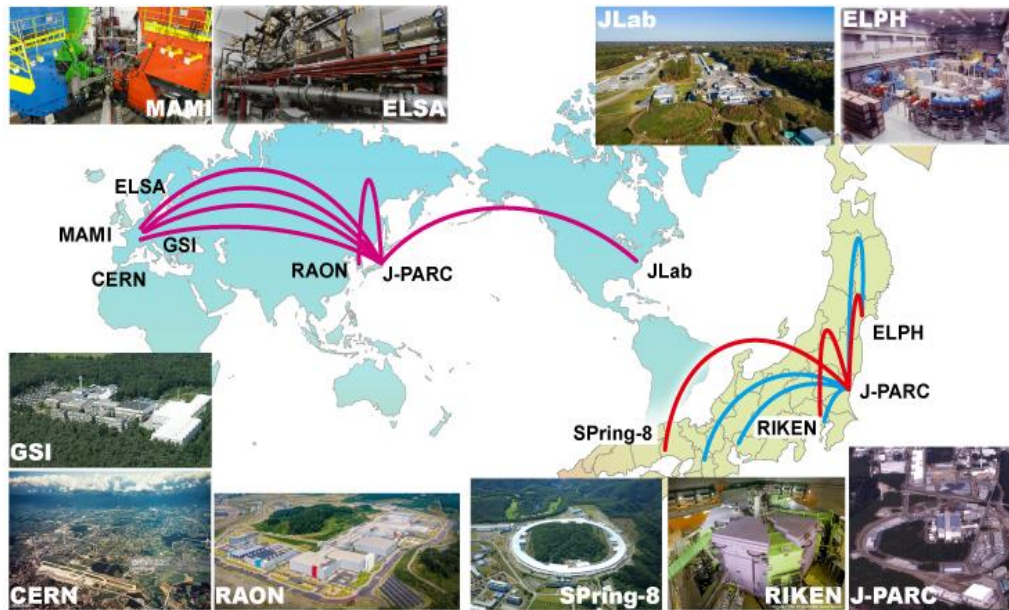 MAMI
ELSA
JLab
ELPH
ELSA
MAMI
GSI
CERN
RAON
J-PARC
JLab
ELPH
J-PARC
SPring-8
RIKEN
GSI
CERN
RAON
SPring-8
RIKEN
J-PARC